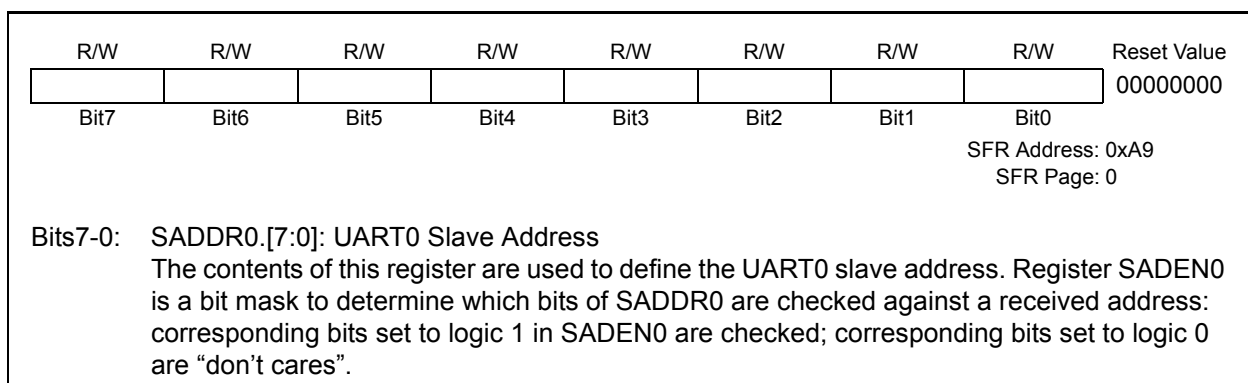 R/W R/W R/W R/W R/W R/W R/W R/W Reset Value
00000000
Bit7 Bit6 Bit5 Bit4 Bit3 Bit2 Bit1 Bit0
SFR Address: 0xA9
SFR Page: 0
Bits7-0: SADDR0.[7:0]: UART0 Slave Address
The contents of this register are used to define the UART0 slave address. Register SADEN0
is a bit mask to determine which bits of SADDR0 are checked against a received address:
corresponding bits set to logic 1 in SADEN0 are checked; corresponding bits set to logic 0
are “don’t cares”.